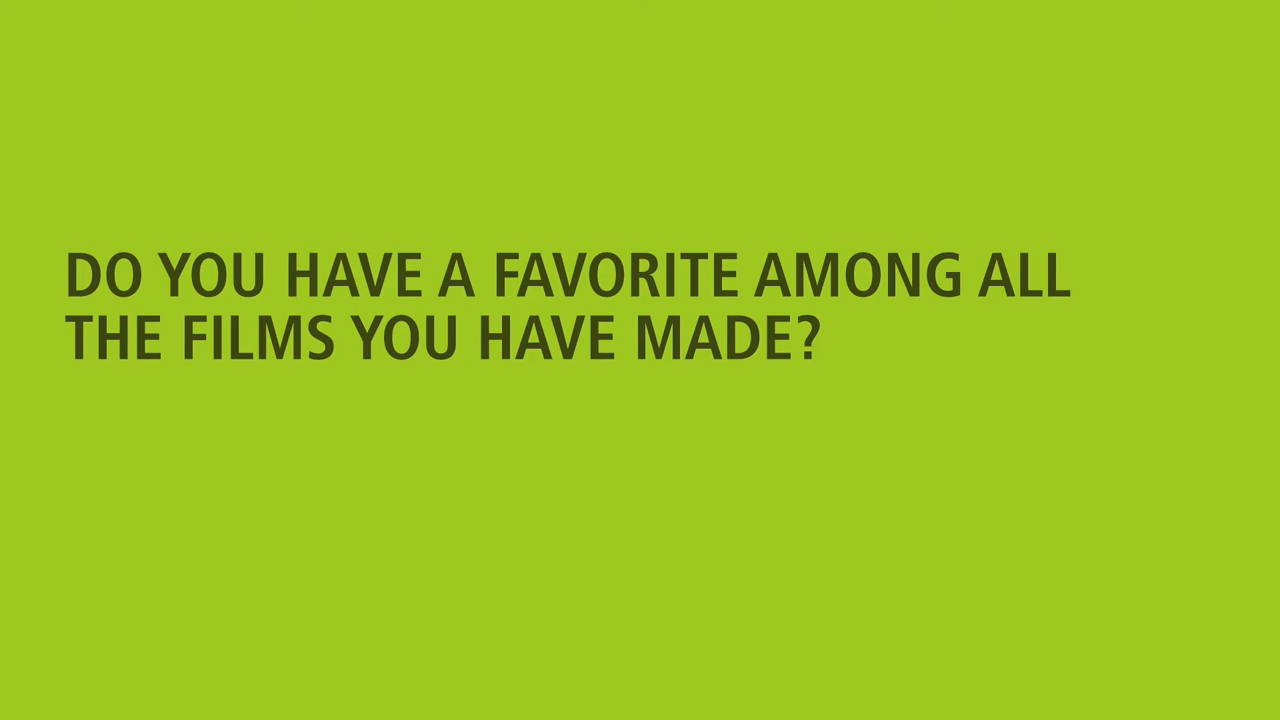 DO YOU HAVE A FAVORITE AMONG ALL
THE FILMS YOU HAVE MADE?